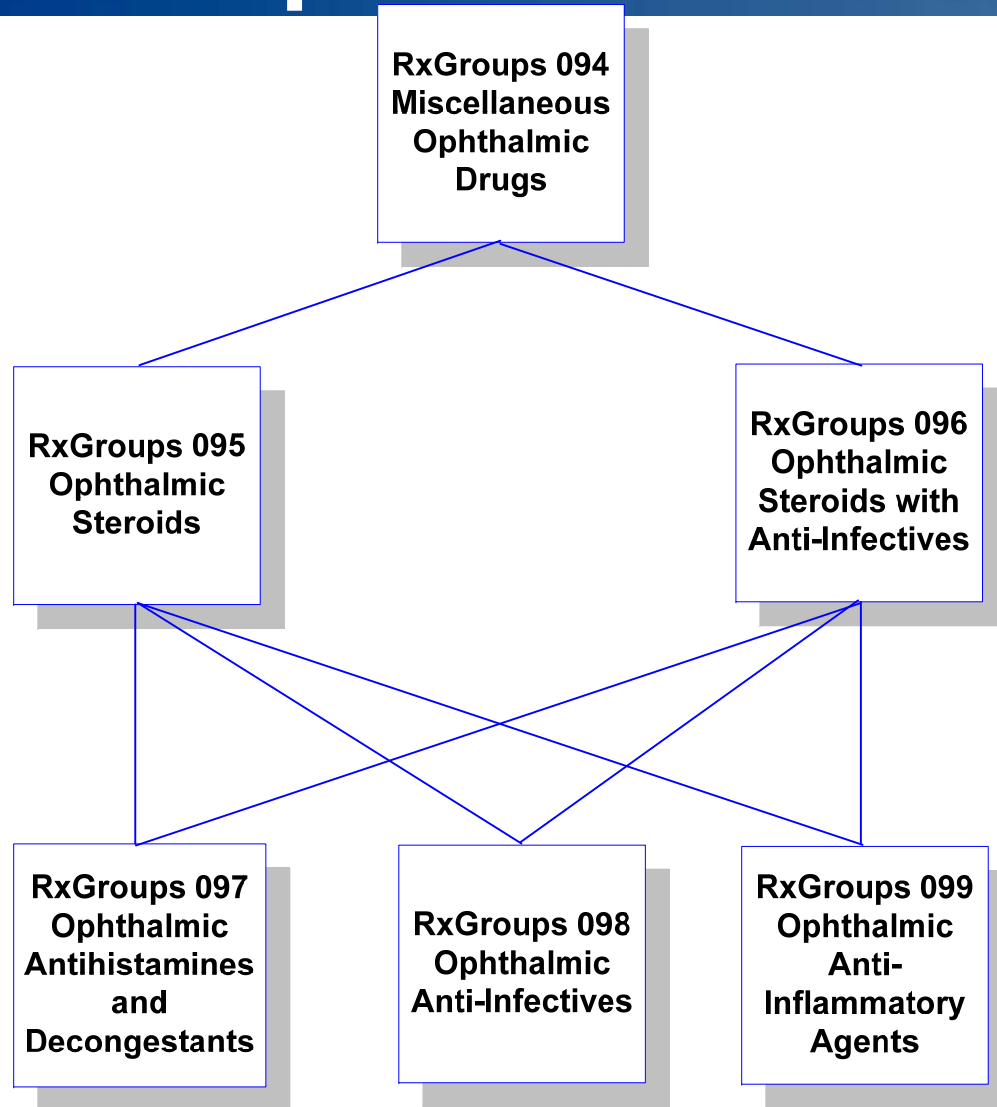 RxGroups 094
Miscellaneous
Ophthalmic
Drugs
RxGroups 095
Ophthalmic
Steroids
RxGroups 096
Ophthalmic
Steroids with
Anti-Infectives
RxGroups 097
Ophthalmic
Antihistamines
and
Decongestants
RxGroups 098
Ophthalmic
Anti-Infectives
RxGroups 099
Ophthalmic
Anti-
Inflammatory
Agents